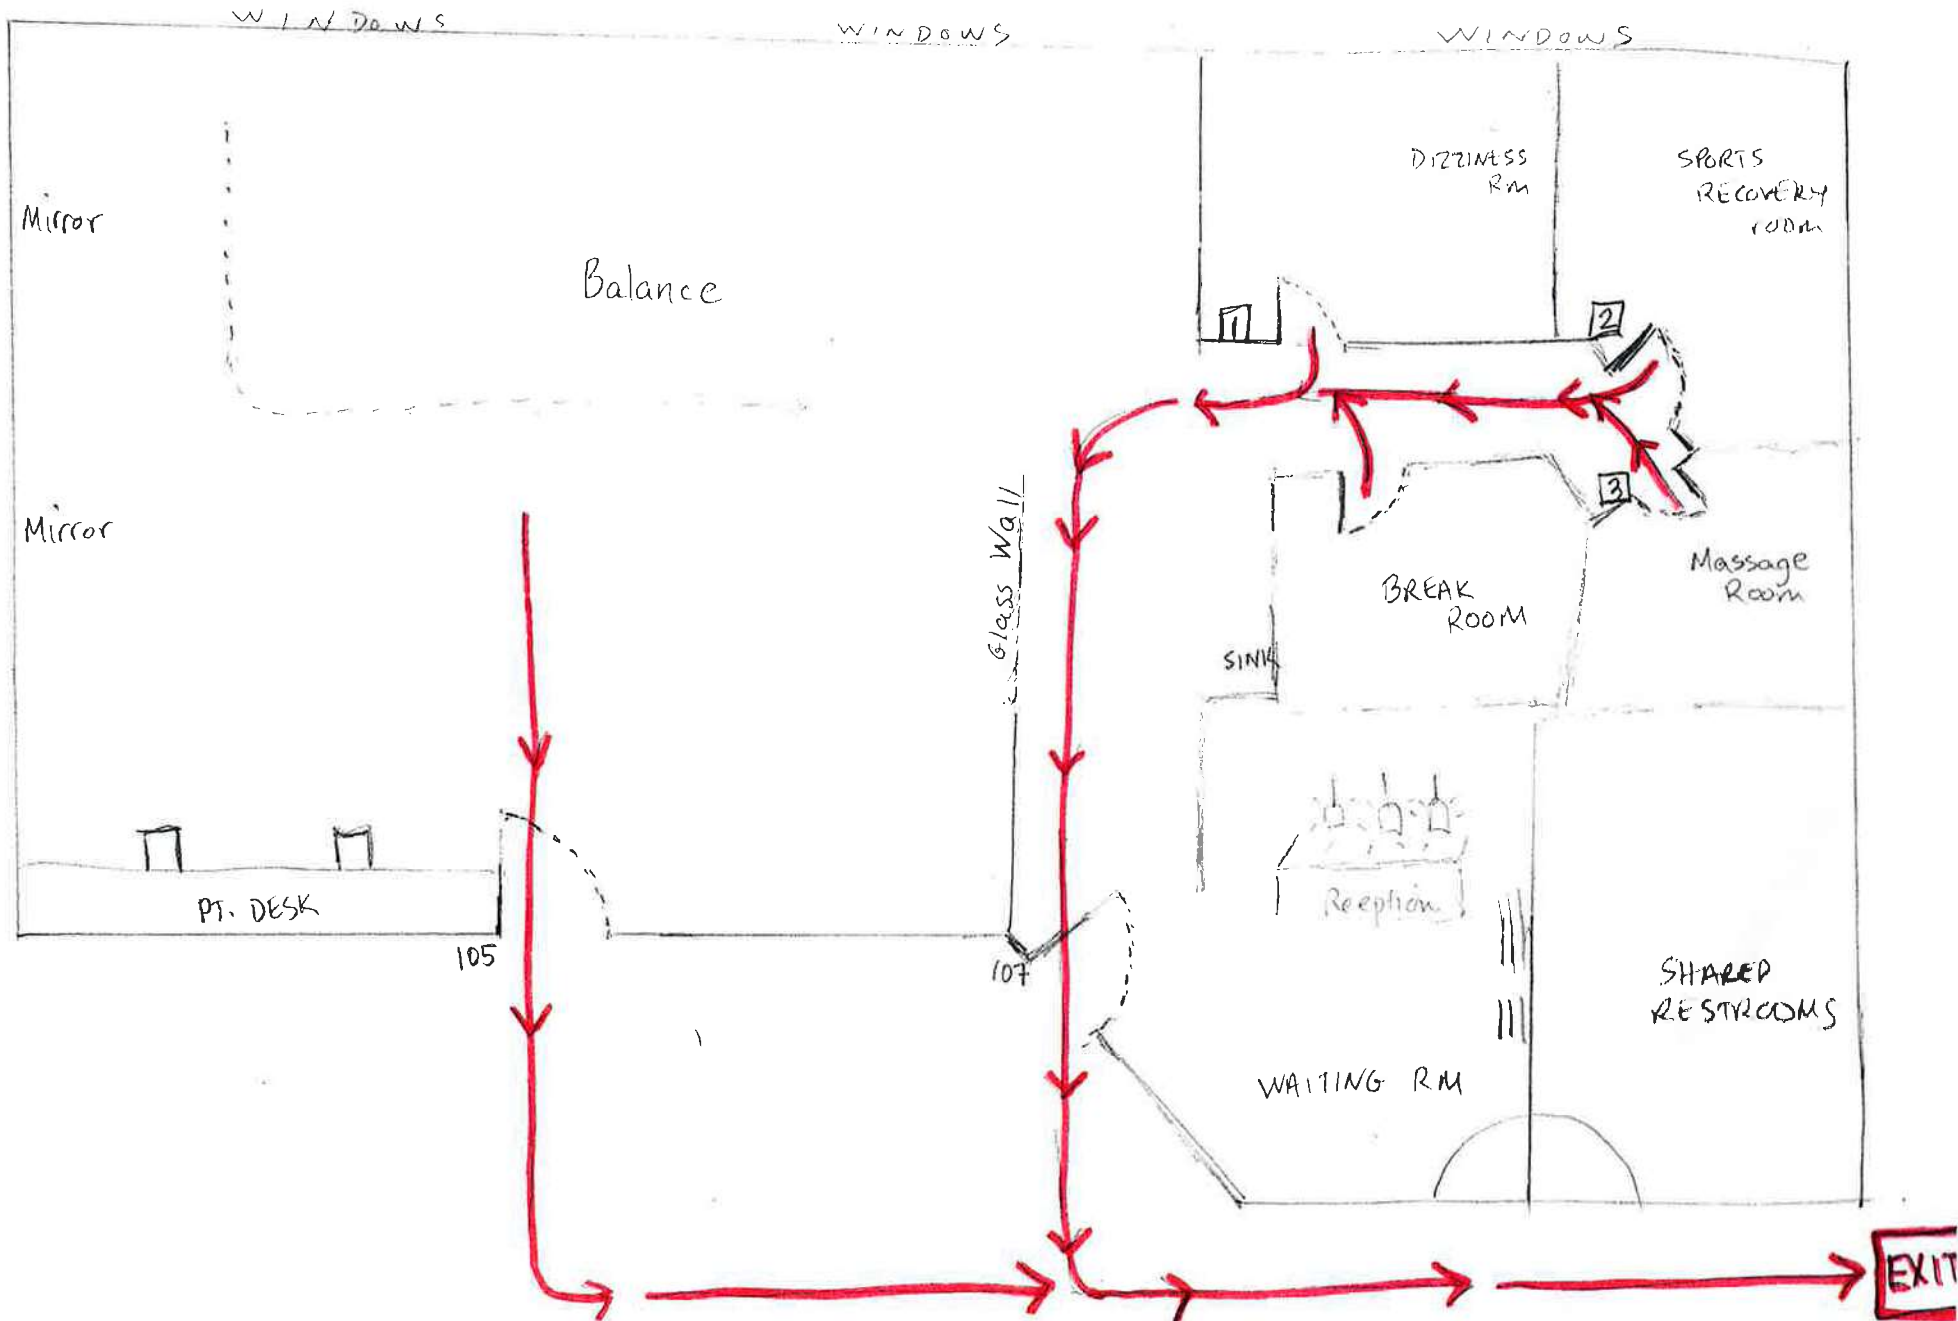 WINDOWS
WINDOWS
WINDOWS
DIZZINESS
RM
SPORTS
RECOVERY
room
Mirror
Balance
1
2
3
Mirror
Glass Wall
BREAK
ROOM
Massage
Room
SINK
PT. DESK
Reeption
105
107
SHARED
RESTROOMS
WAITING RM
EXIT